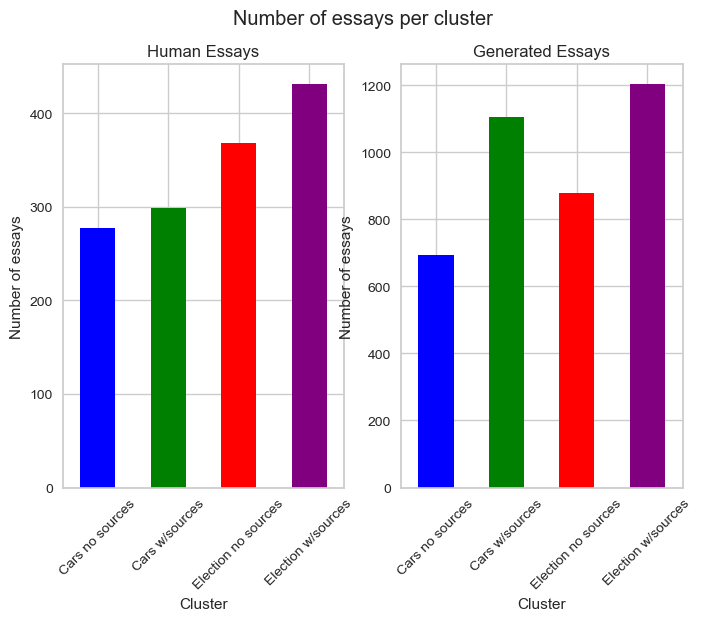 Number of essays per cluster
Human Essays
Number of essays
400
300
200
100
0
Cars no sources
Cars w/sources
Election no sources
Election w/sources
Cluster
Generated Essays
Number of essays
1200
1000
800
600
400
200
0
Cars no sources
Cars w/sources
Election no sources
Election w/sources
Cluster